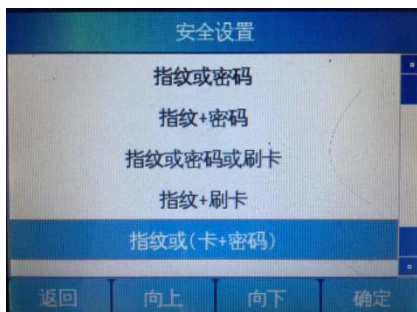 安全设置
指纹或密码
指纹+密码
指纹或密码或刷卡
指纹+刷卡
指纹或(卡+密码)
返回 向上 向下 确定